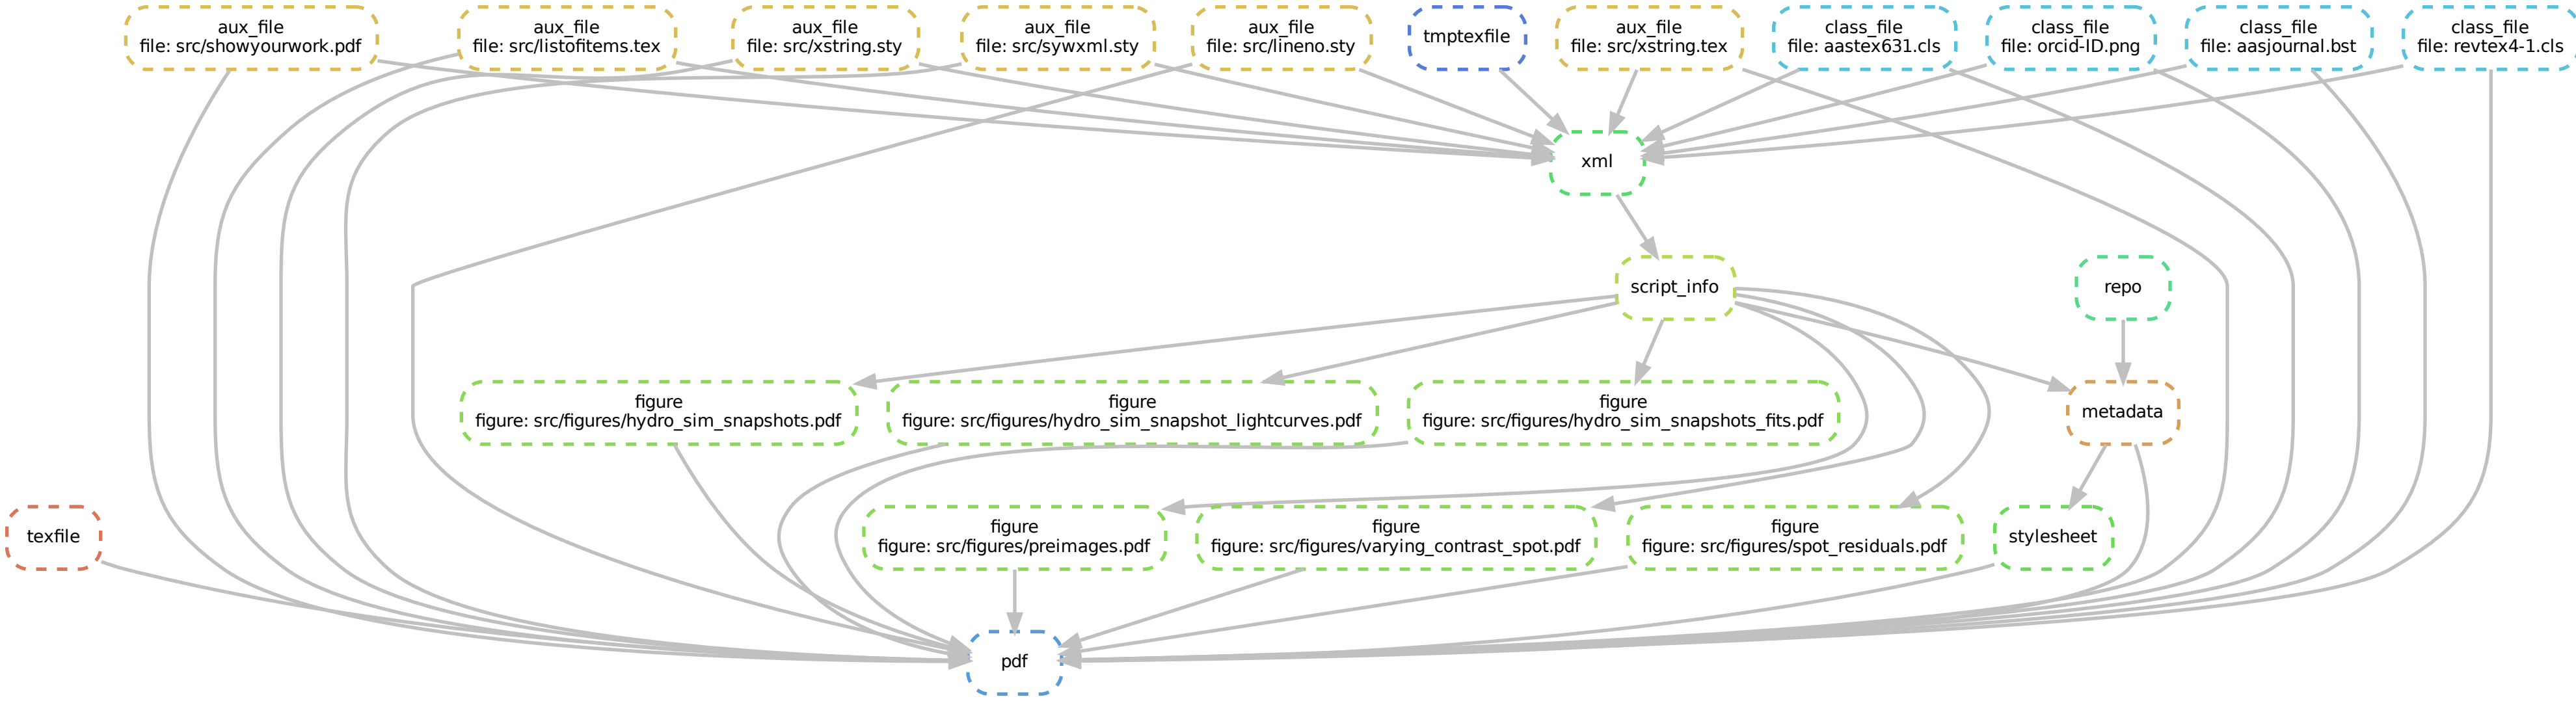 aux_file
file: src/showyourwork.pdf
aux_file
file: src/listofitems.tex
aux_file
file: src/xstring.sty
aux_file
file: src/sywxml.sty
aux_file
file: src/lineno.sty
tmptexfile
aux_file
file: src/xstring.tex
class_file
file: aastex631.cls
class_file
file: orcid-ID.png
class_file
file: aasjournal.bst
class_file
file: revtex4-1.cls
xml
script_info
repo
figure
figure: src/figures/hydro_sim_snapshots.pdf
figure
figure: src/figures/hydro_sim_snapshot_lightcurves.pdf
figure
figure: src/figures/hydro_sim_snapshots_fits.pdf
metadata
texfile
figure
figure: src/figures/preimages.pdf
figure
figure: src/figures/varying_contrast_spot.pdf
figure
figure: src/figures/spot_residuals.pdf
stylesheet
pdf